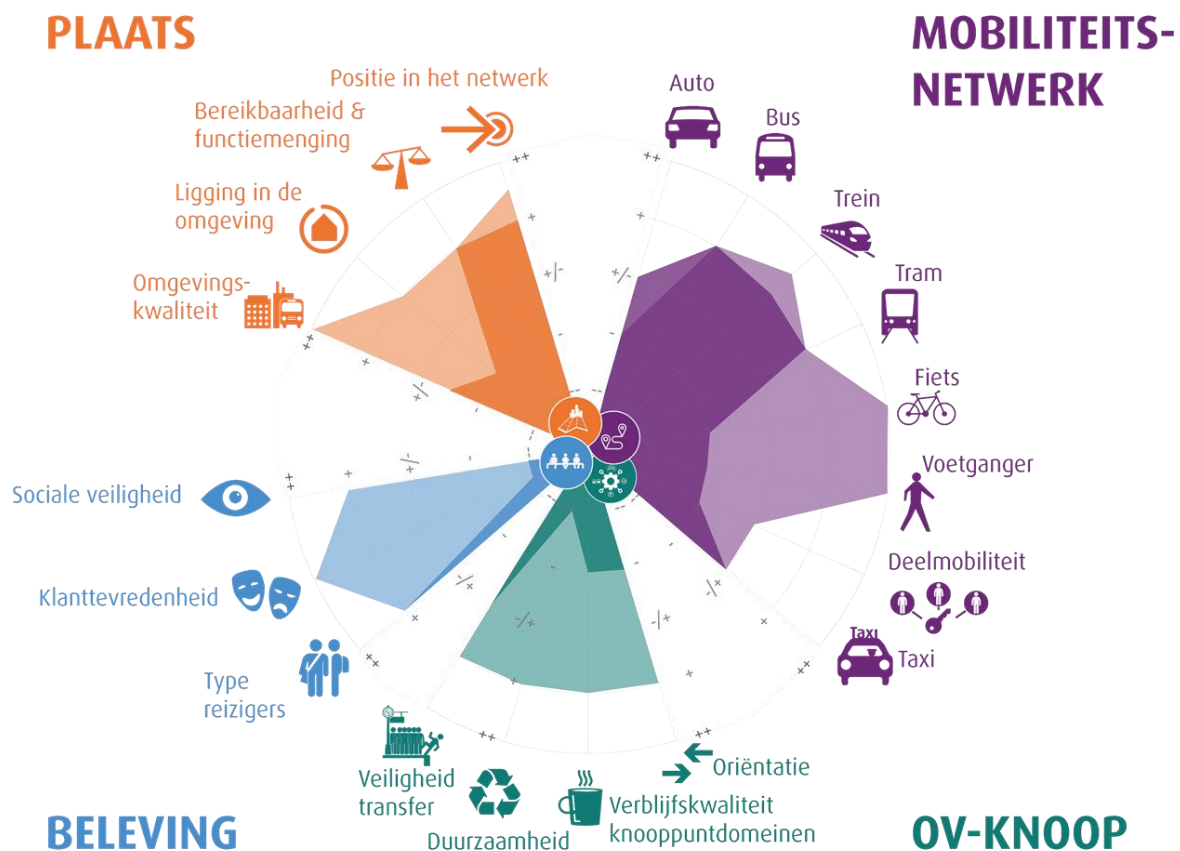 PLAATS
MOBILITEITS-
NETWERK
Positie in het netwerk
Bereikbaarheid &
functiemenging
Ligging in de
omgeving
Omgevings-
kwaliteit
Auto
Bus
Trein
Tram
Fiets
Voetganger
Deelmobiliteit
Taxi
Taxi
++
+
+/-
-
++
+
+/-
-
++
+
+/-
-
++
+
+/-
-
Sociale veiligheid
Klanttevredenheid
Type
reizigers
++
+
+/-
-
++
+
+/-
-
++
+
+/-
-
++
+
+/-
-
Veiligheid
transfer
Duurzaamheid
Verblijfskwaliteit
knooppuntdomeinen
Oriëntatie
BELEVING
OV-KNOOP